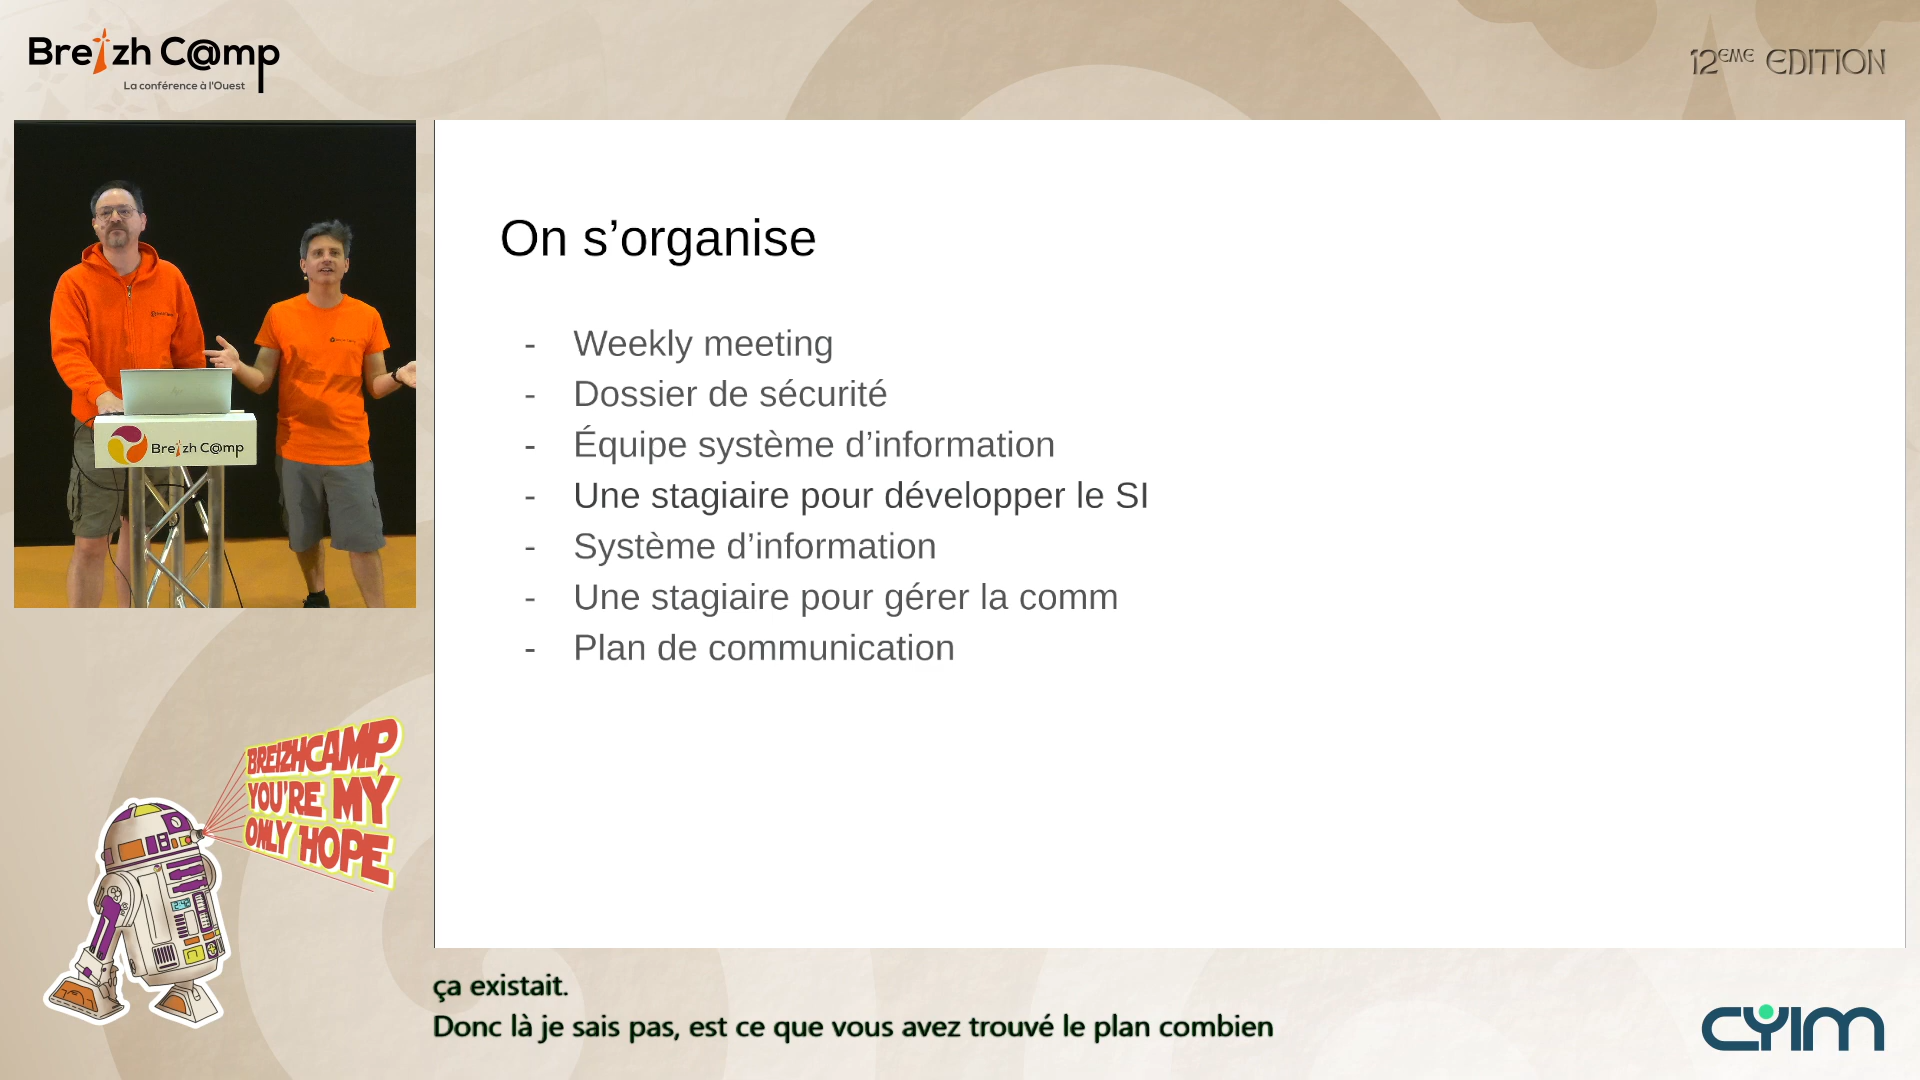 Breizh C@mp
La conférence à l'Ouest
12EME EDITION
On s'organise
- Weekly meeting
- Dossier de sécurité
- Équipe système d'information
- Une stagiaire pour développer le SI
- Système d'information
- Une stagiaire pour gérer la comm
- Plan de communication
Breizh C@mp
BREIZHCAMP,
YOU'RE MY
ONLY HOPE
ça existait.
Donc là je sais pas, est ce que vous avez trouvé le plan combien
CYIM